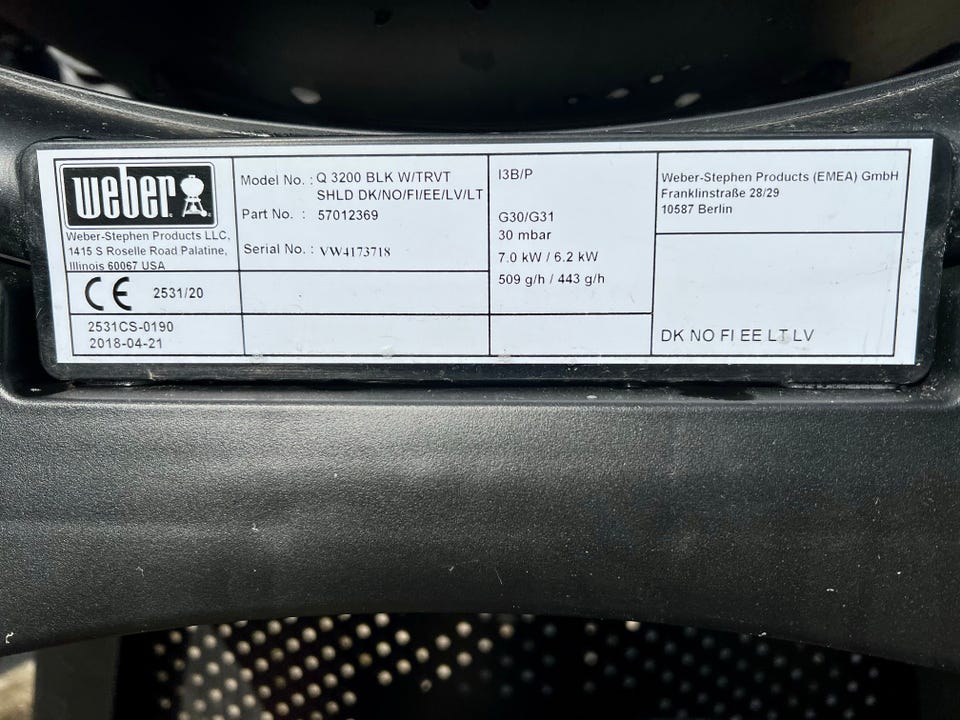 weber
Weber-Stephen Products LLC,
1415 S Roselle Road Palatine,
Illinois 60067 USA
CE 2531/20
2531CS-0190
2018-04-21
Model No. : Q 3200 BLK W/TRVT
SHLD DK/NO/FI/EE/LV/LT
Part No. : 57012369
Serial No. : VW4173718
I3B/P
G30/G31
30 mbar
7.0 kW / 6.2 kW
509 g/h / 443 g/h
Weber-Stephen Products (EMEA) GmbH
Franklinstraße 28/29
10587 Berlin
DK NO FI EE LT LV